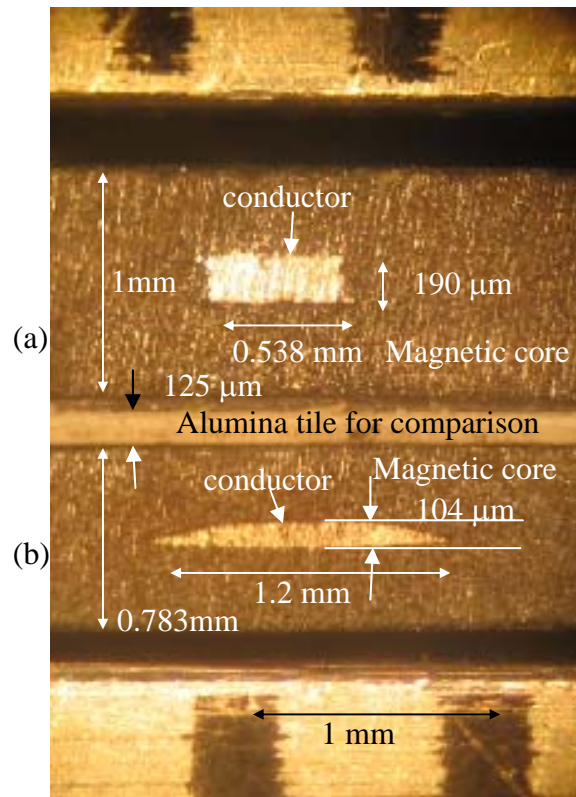 conductor
1mm
190 μm
(a)
0.538 mm
Magnetic core
125 μm
Alumina tile for comparison
Magnetic core
conductor
104 μm
(b)
1.2 mm
0.783mm
1 mm